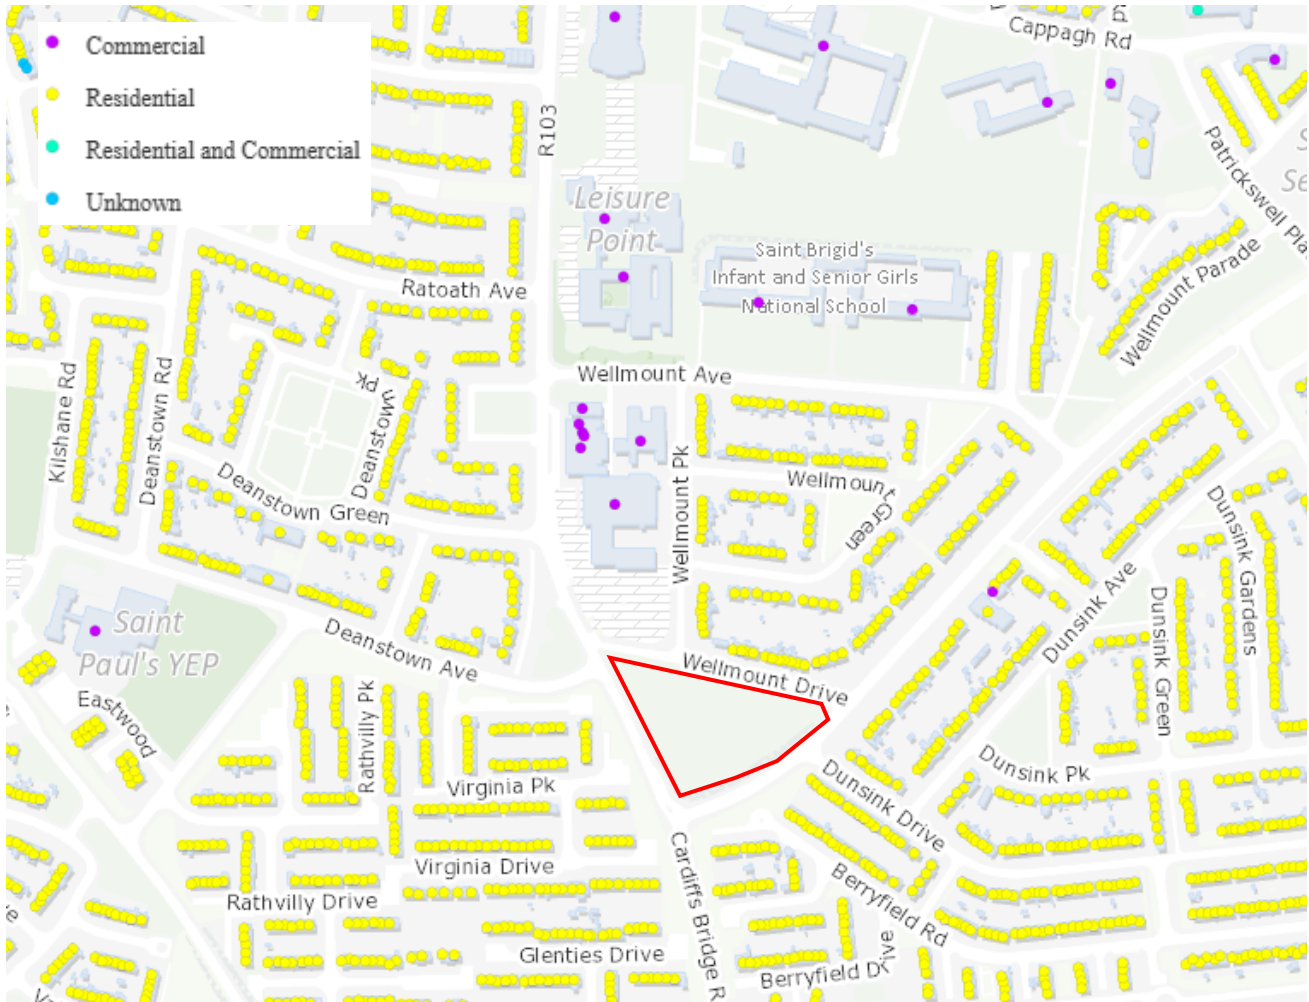 Commercial
Residential
Residential and Commercial
Unknown
Cappagh Rd
R103
Leisure
Point
Saint Brigid's
Infant and Senior Girls
National School
Patrickswell Pla
S
Se
Wellmount Parade
Ratoath Ave
Wellmount Ave
Kilshane Rd
Deanstown Rd
Deanstown Pk
Deanstown Green
Wellmount Pk
Wellmount Green
Dunsink Gardens
Dunsink Ave
Dunsink Green
Saint
Paul's YEP
Deanstown Ave
Wellmount Drive
Eastwood
Rathvilly Pk
Virginia Pk
Dunsink Pk
Dunsink Drive
Virginia Drive
Cardiffs Bridge R
Rathvilly Drive
Berryfield Rd
Glenties Drive
Berryfield D
ive